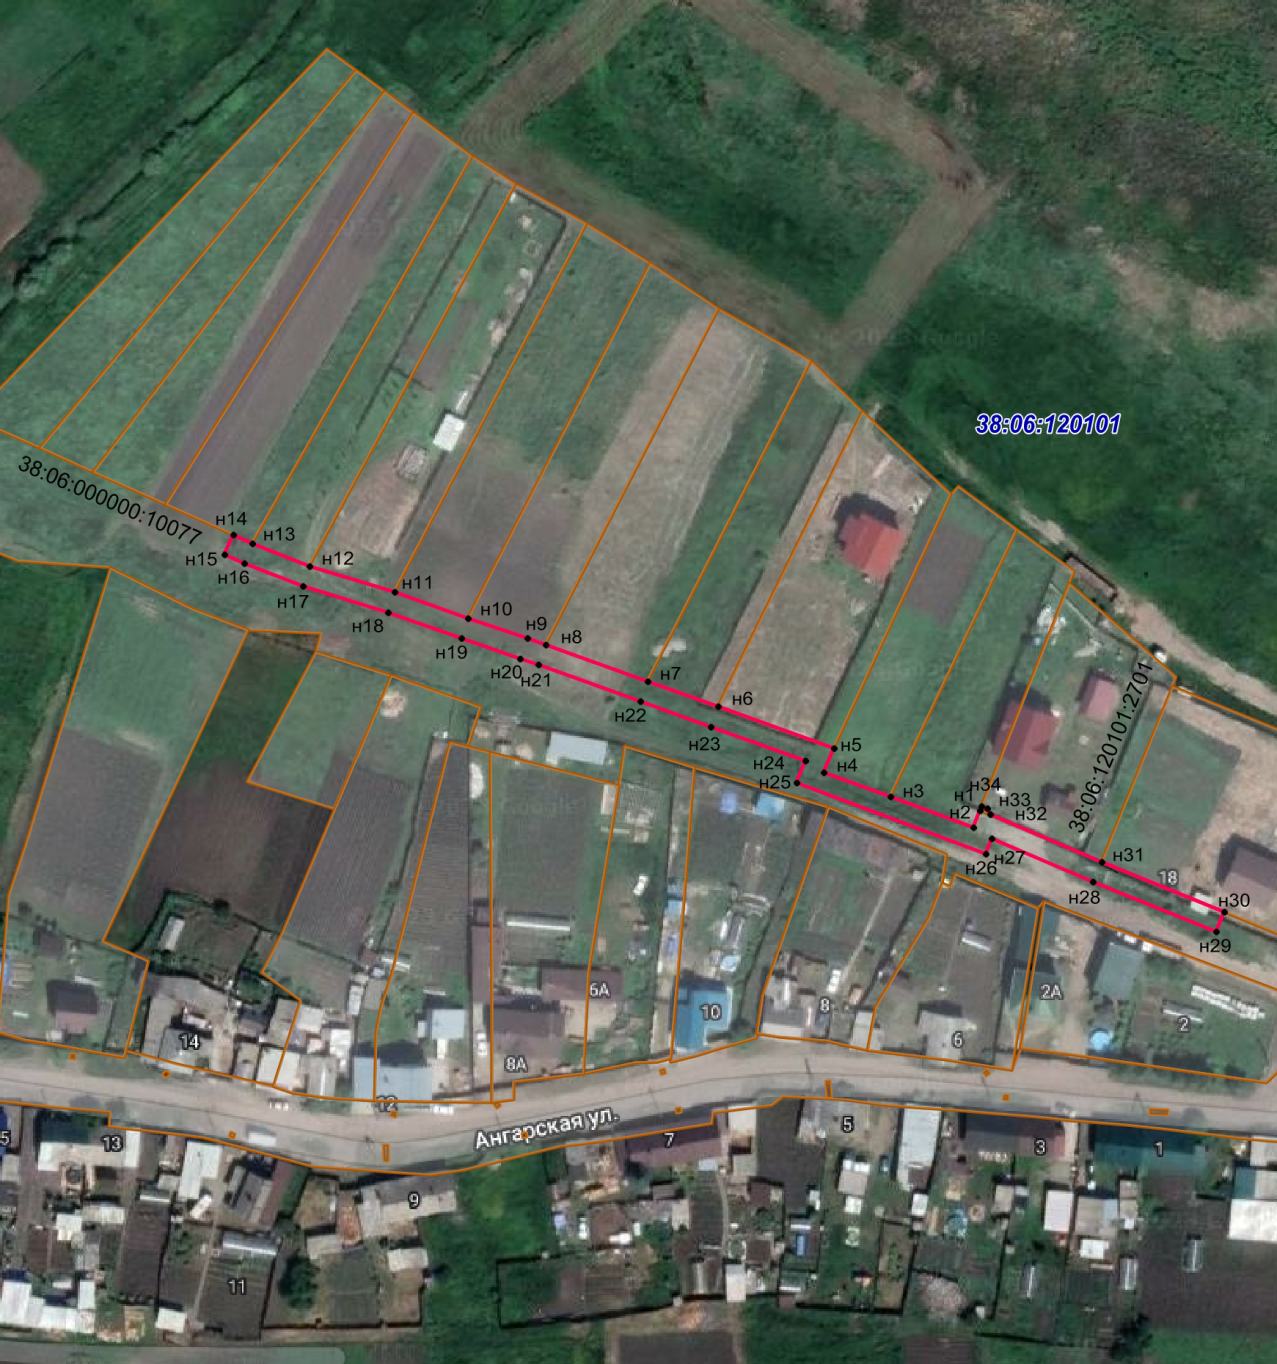 38:06:120101
38:06:000000:10077
н14
н13
н15
н16
н12
н17
н11
н18
н10
н9
н8
н19
н20
н21
н7
н22
н6
н23
н5
н24
н4
н25
38:06:120101:2701
н34
н1
н3
н33
н2
н32
н27
н26
н31
18
н28
н30
н29
6А
10
8
2А
2
6
14
8А
12
Ангарская ул.
5
13
7
5
3
1
9
11